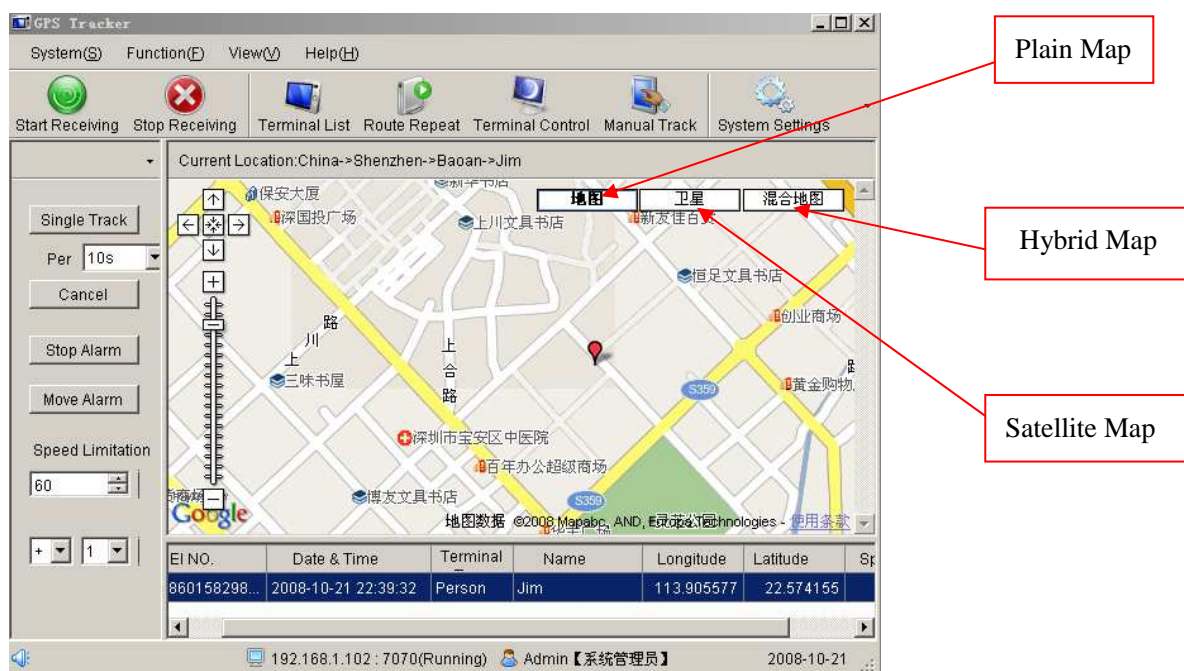 GPS Tracker
Plain Map
System(S) Function(F) View(V) Help(H)
Start Receiving Stop Receiving Terminal List Route Repeat Terminal Control Manual Track System Settings
Current Location:China->Shenzhen->Baoan->Jim
保安大厦
地图 卫星 混合地图
深国投广场
上川文具书店
新友佳百
Single Track
Per 10s
Hybrid Map
恒足文具书店
Cancel
创业商场
上川路
Stop Alarm
上合路
三味书屋
S359
黄金购物
Move Alarm
Satellite Map
深圳市宝安区中医院
Speed Limitation
百年办公超级商场
60
博友文具书店
S359
Google
地图数据 ©2008 Mapabc, AND, Europa Technologies - 使用条款
+ 1
EI NO. Date & Time Terminal Name Longitude Latitude Sp
860158298... 2008-10-21 22:39:32 Person Jim 113.905577 22.574155
192.168.1.102 : 7070(Running) Admin【系统管理员】 2008-10-21